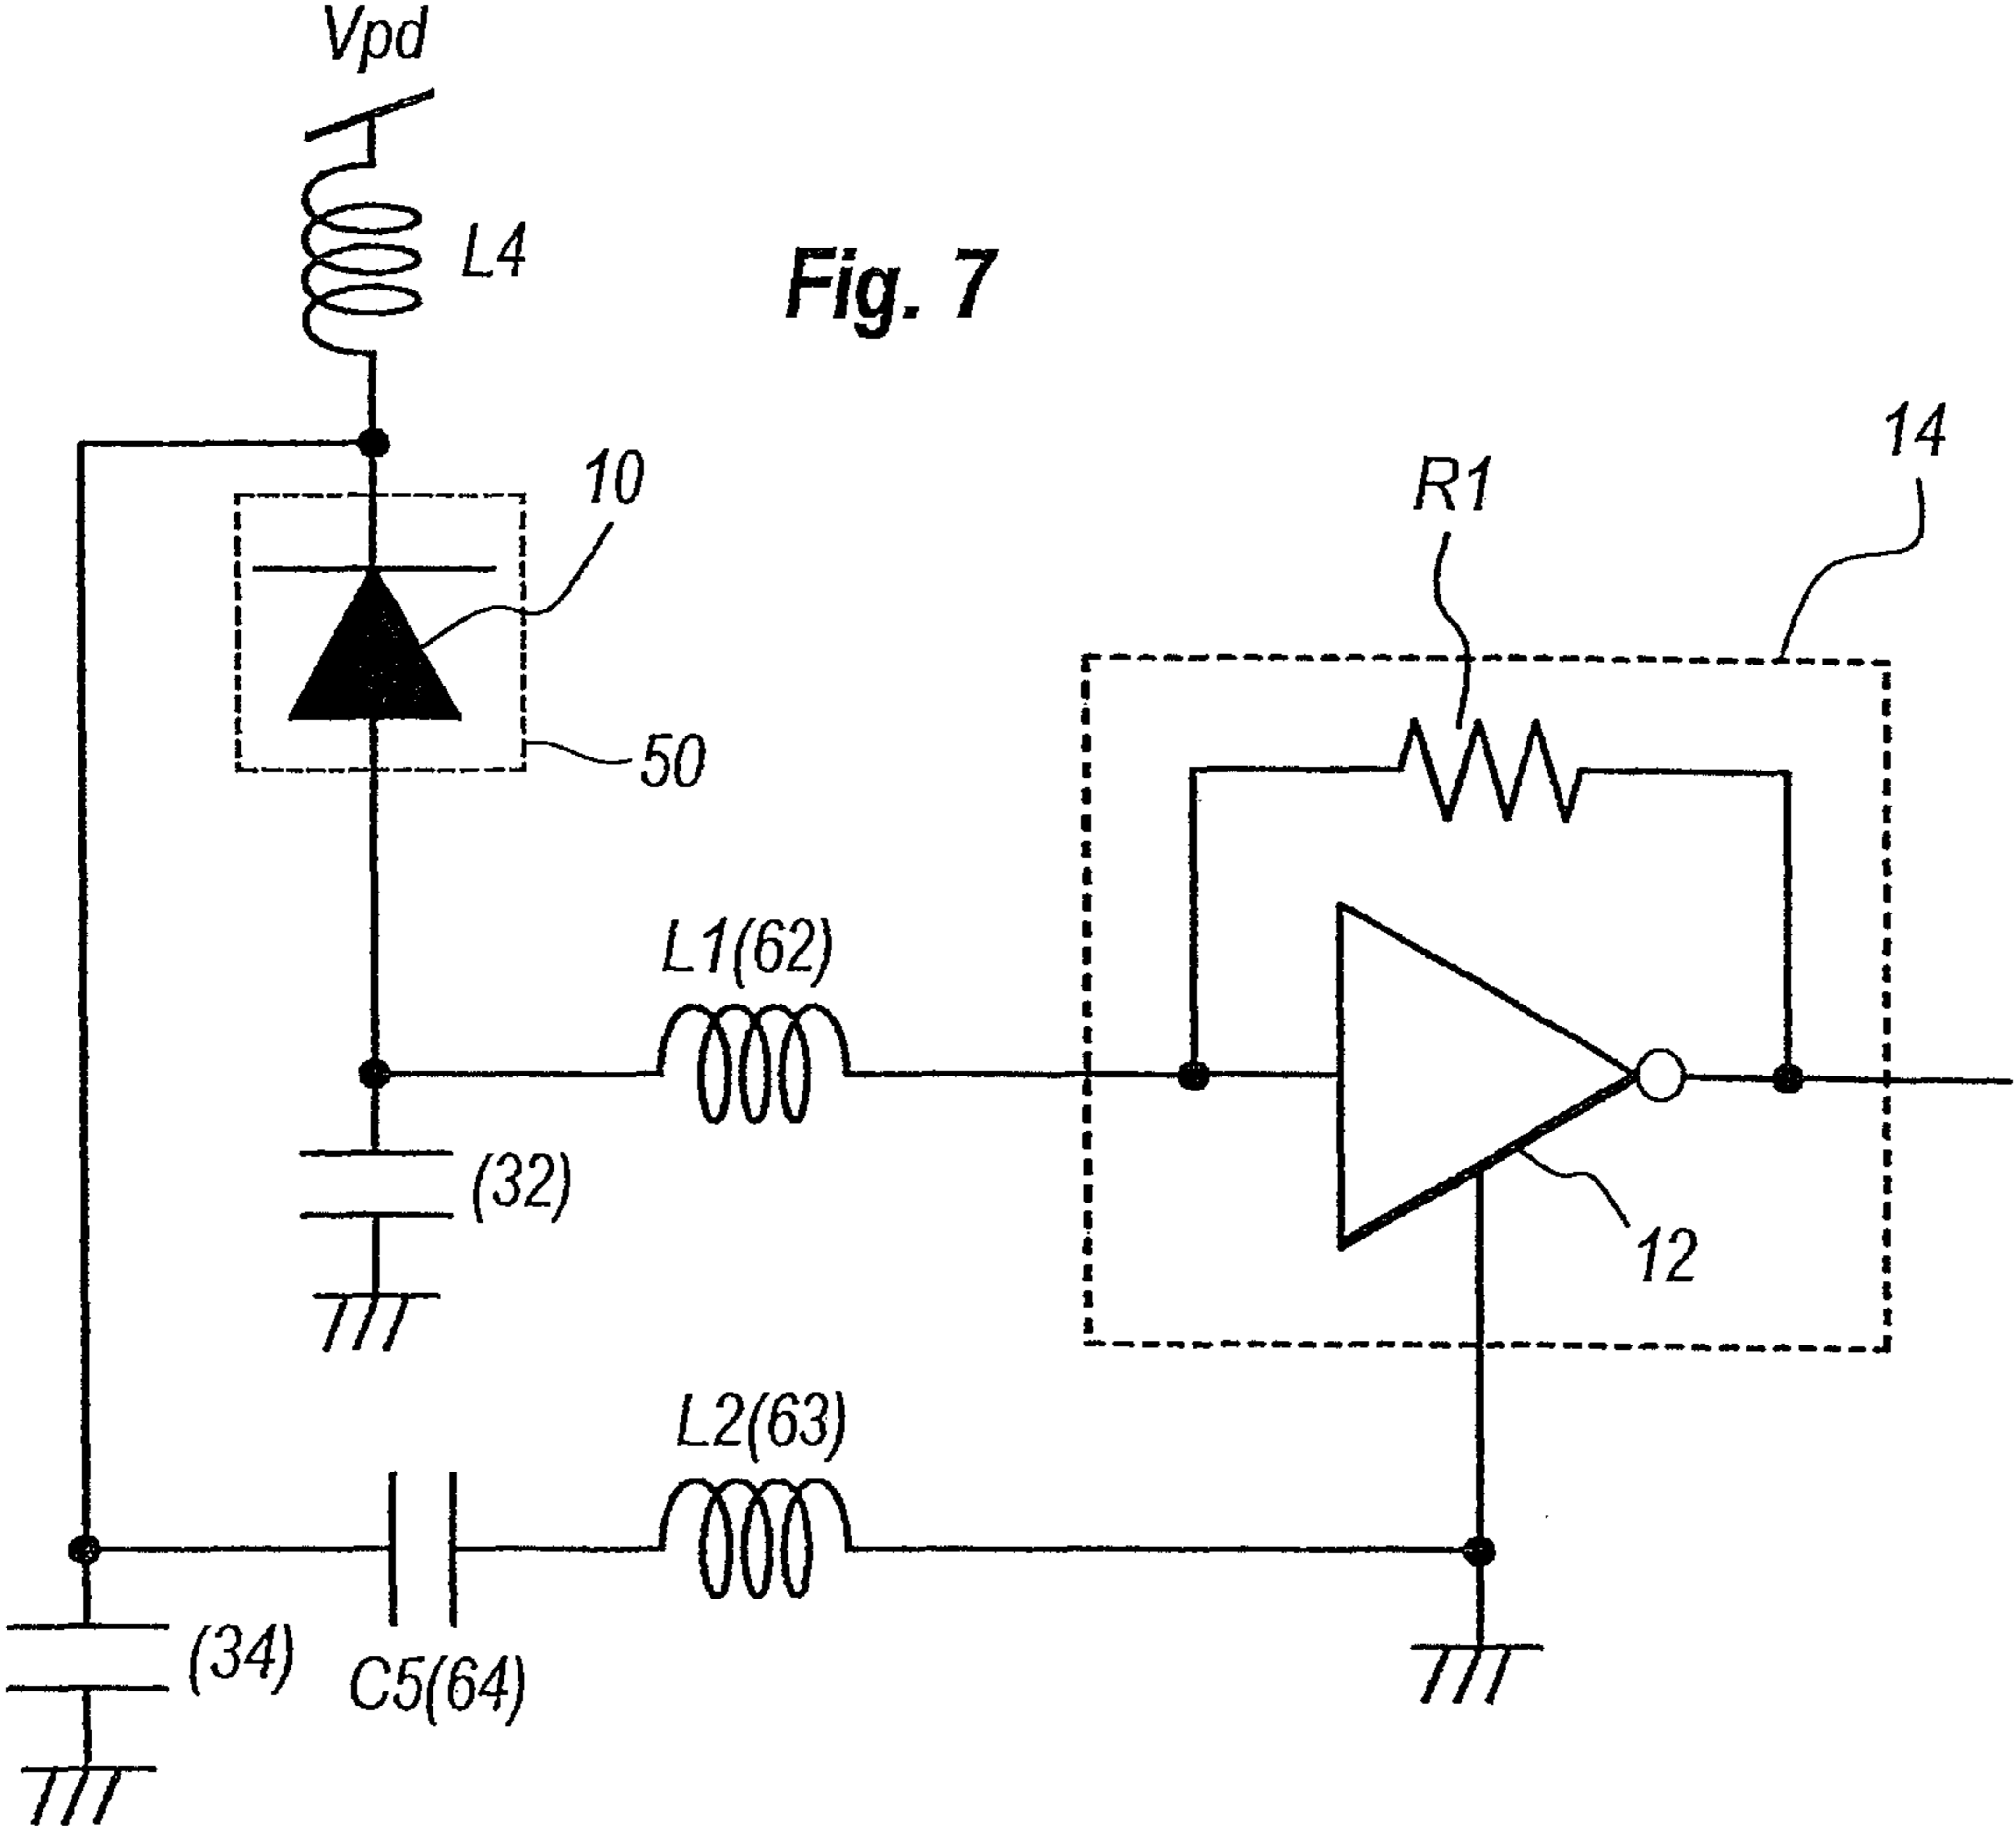 Vpd
L4
Fig. 7
14
10
R1
50
L1(62)
(32)
12
L2(63)
(34)
C5(64)